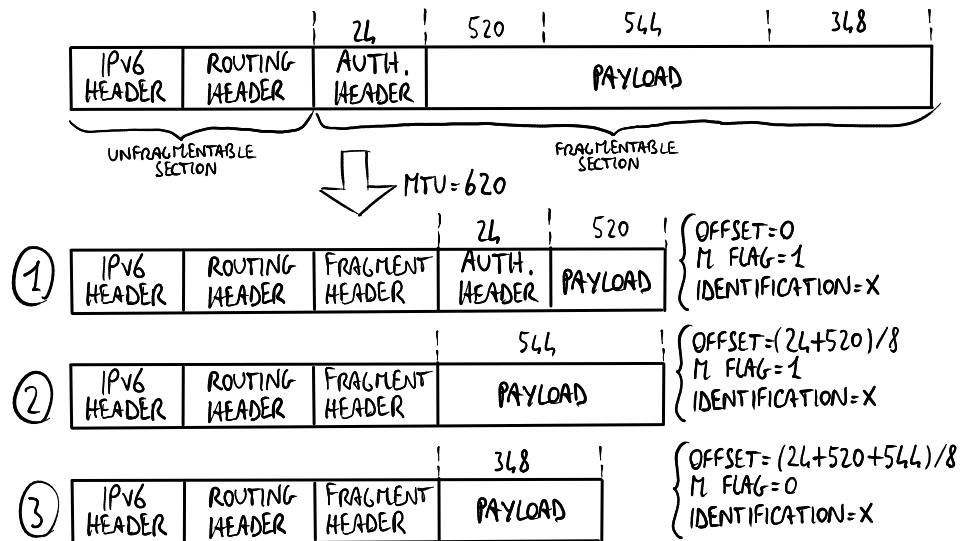 24 520 544 348
IPV6 HEADER
ROUTING HEADER
AUTH. HEADER
PAYLOAD
UNFRAGMENTABLE SECTION
FRAGMENTABLE SECTION
MTU=620
24 520
1
IPV6 HEADER
ROUTING HEADER
FRAGMENT HEADER
AUTH. HEADER
PAYLOAD
OFFSET=0
M FLAG=1
IDENTIFICATION=X
544
2
IPV6 HEADER
ROUTING HEADER
FRAGMENT HEADER
PAYLOAD
OFFSET=(24+520)/8
M FLAG=1
IDENTIFICATION=X
348
3
IPV6 HEADER
ROUTING HEADER
FRAGMENT HEADER
PAYLOAD
OFFSET=(24+520+544)/8
M FLAG=0
IDENTIFICATION=X